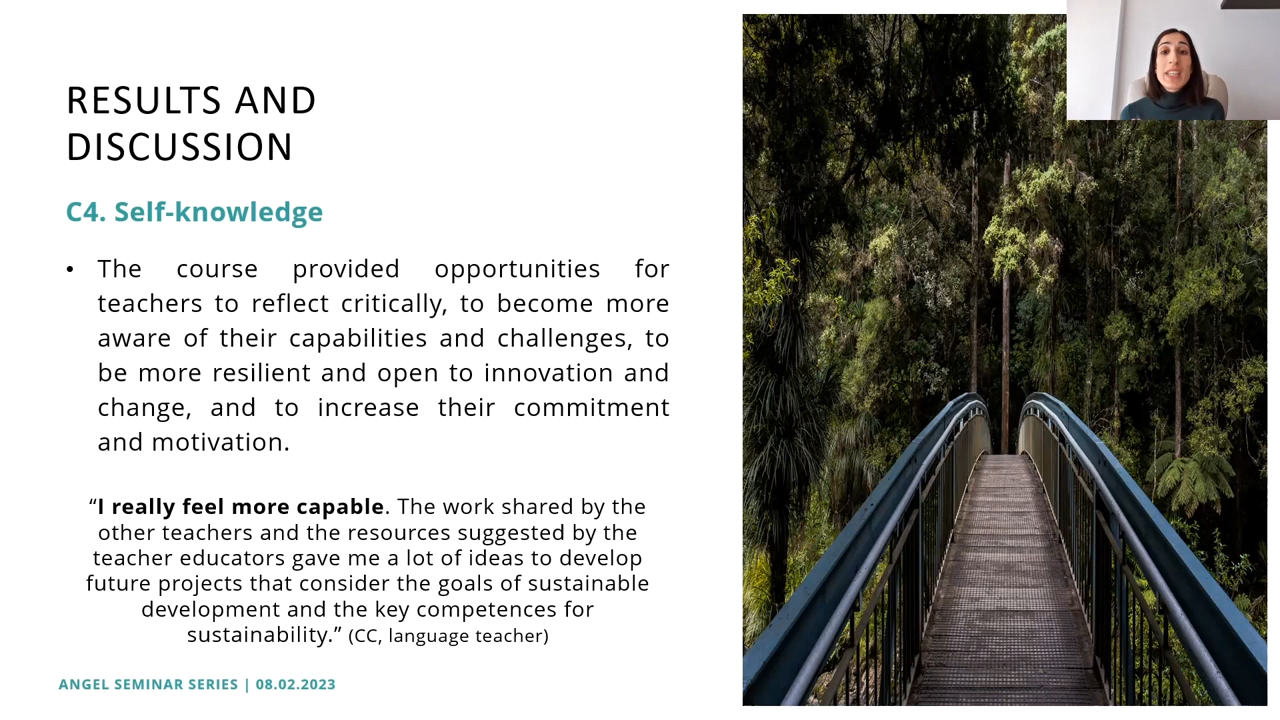 RESULTS AND
DISCUSSION
C4. Self-knowledge
• The course provided opportunities for
teachers to reflect critically, to become more
aware of their capabilities and challenges, to
be more resilient and open to innovation and
change, and to increase their commitment
and motivation.
“I really feel more capable. The work shared by the
other teachers and the resources suggested by the
teacher educators gave me a lot of ideas to develop
future projects that consider the goals of sustainable
development and the key competences for
sustainability.” (CC, language teacher)
ANGEL SEMINAR SERIES | 08.02.2023